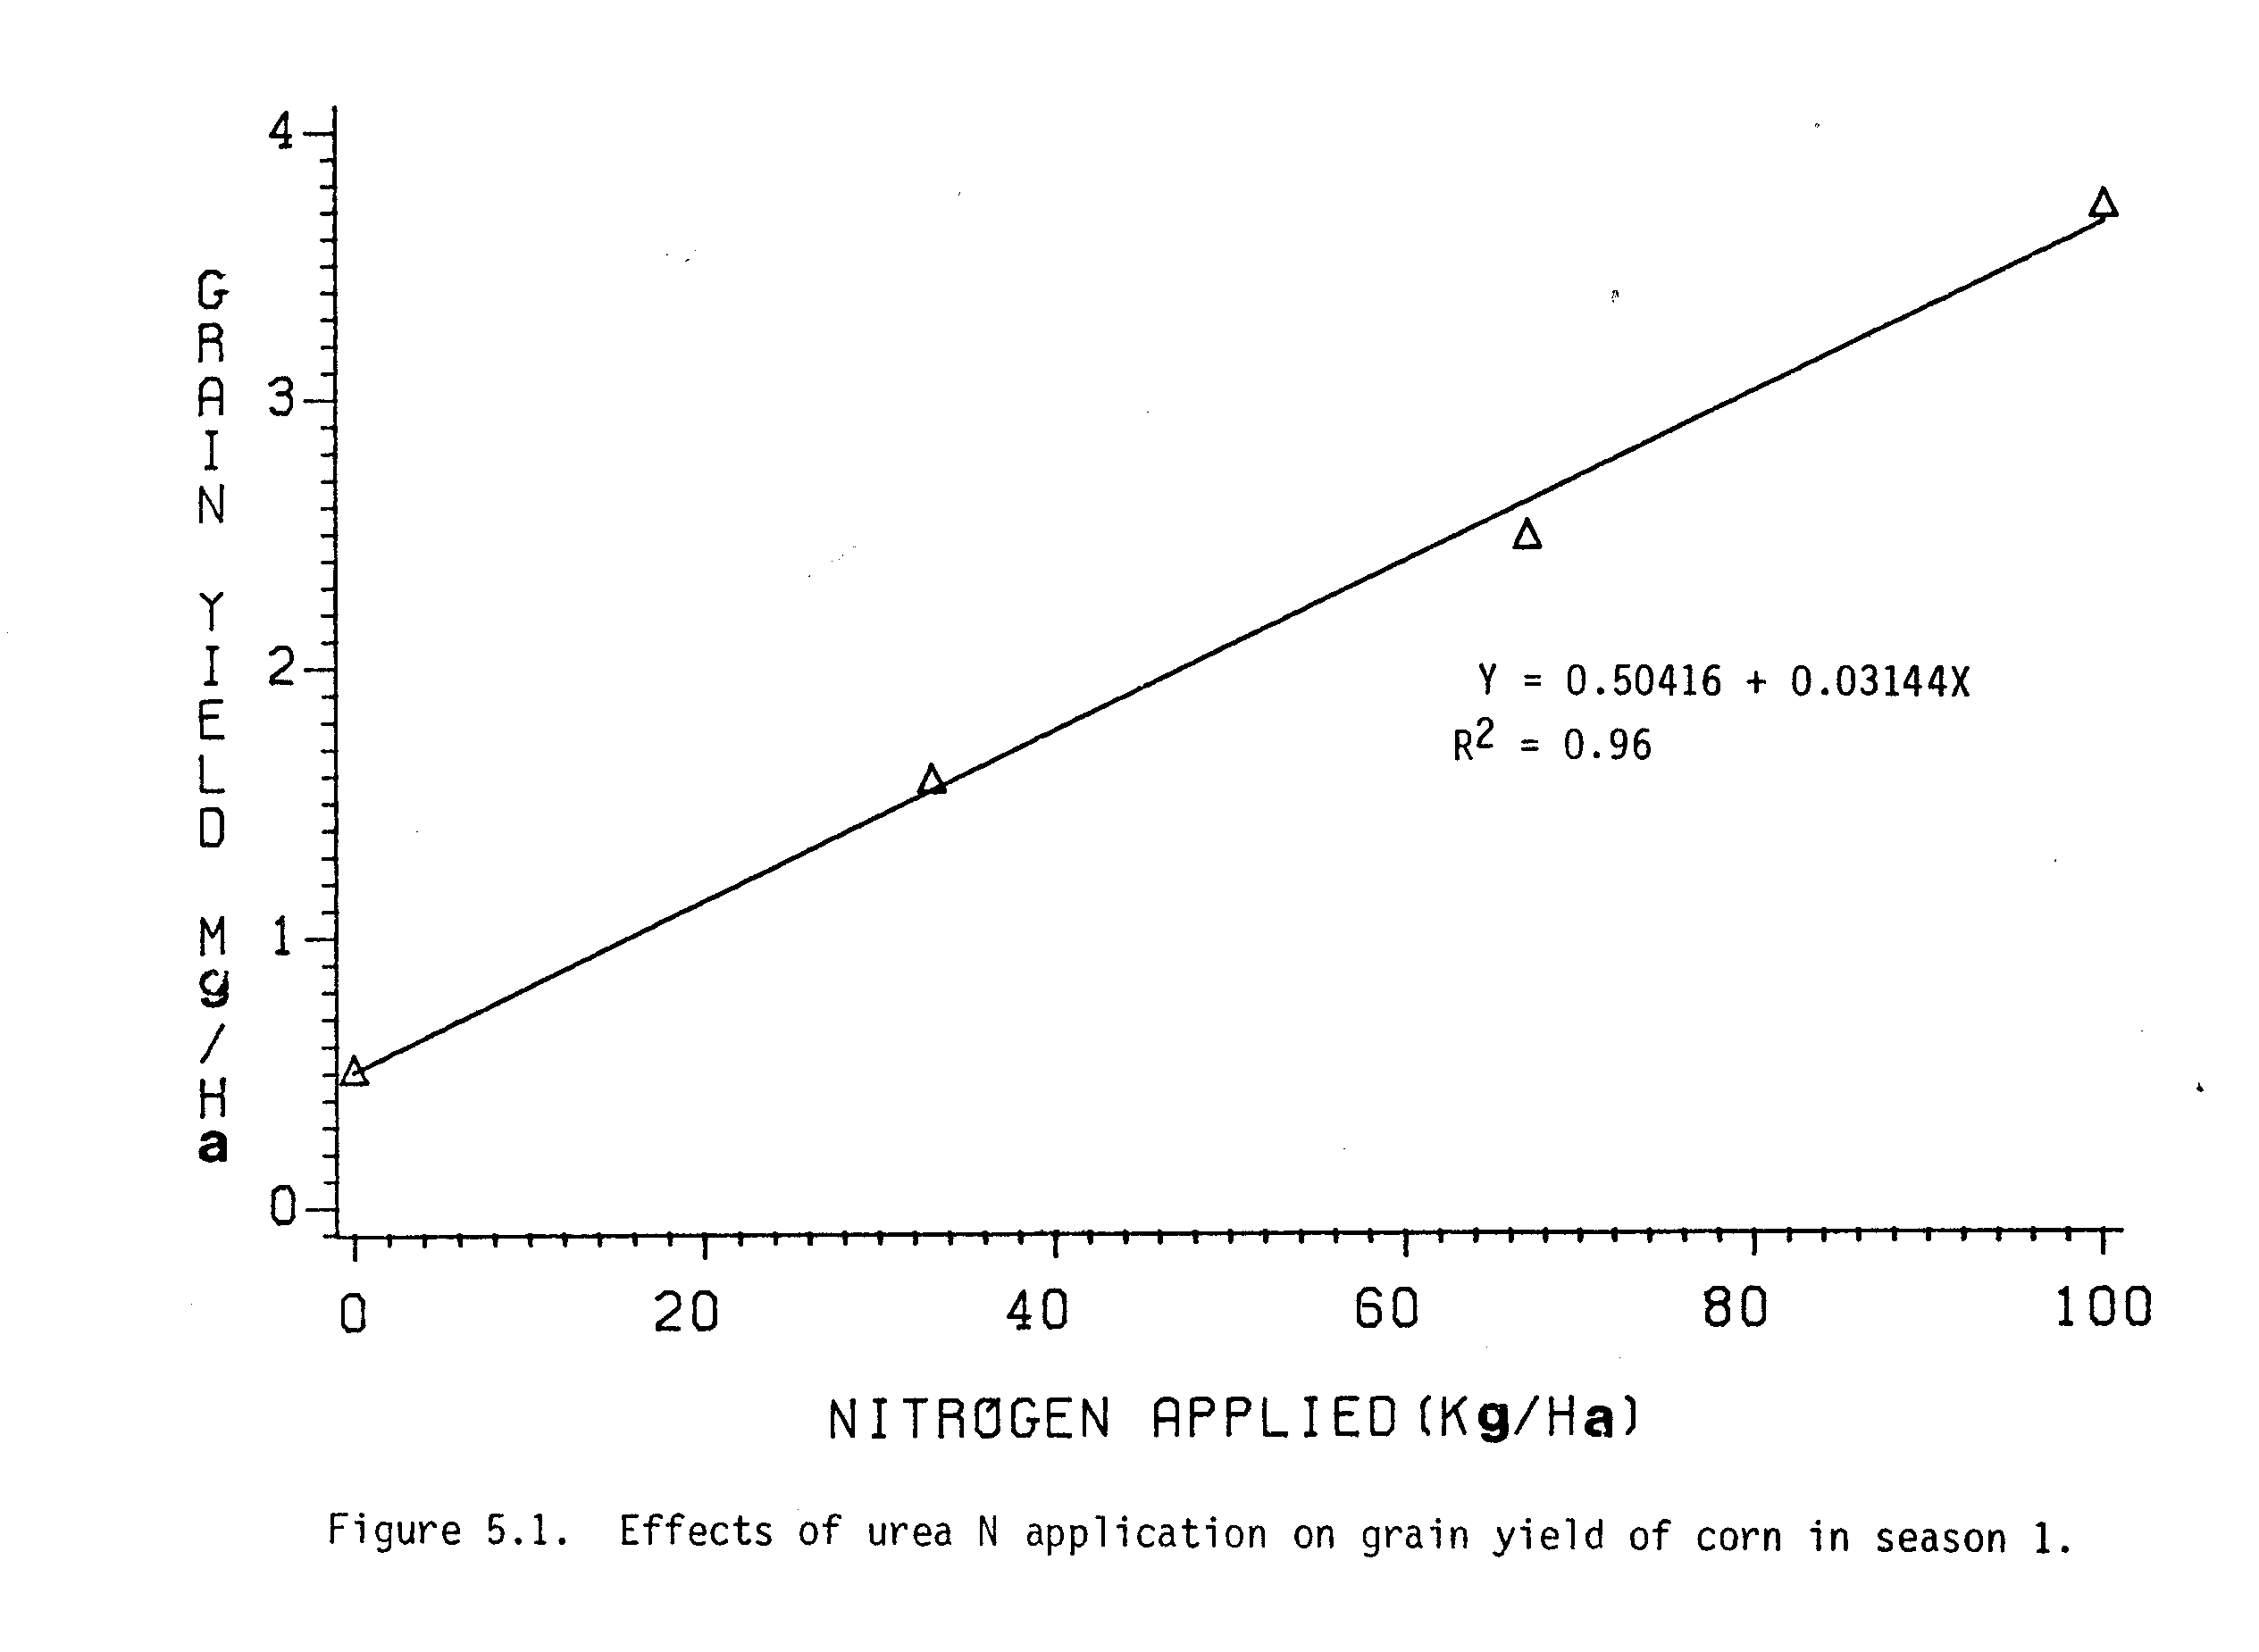 4
3
2
1
0
GRAIN YIELD Mg/Ha
Y = 0.50416 + 0.03144X
R² = 0.96
0 20 40 60 80 100
NITRØGEN APPLIED(Kg/Ha)
Figure 5.1. Effects of urea N application on grain yield of corn in season 1.